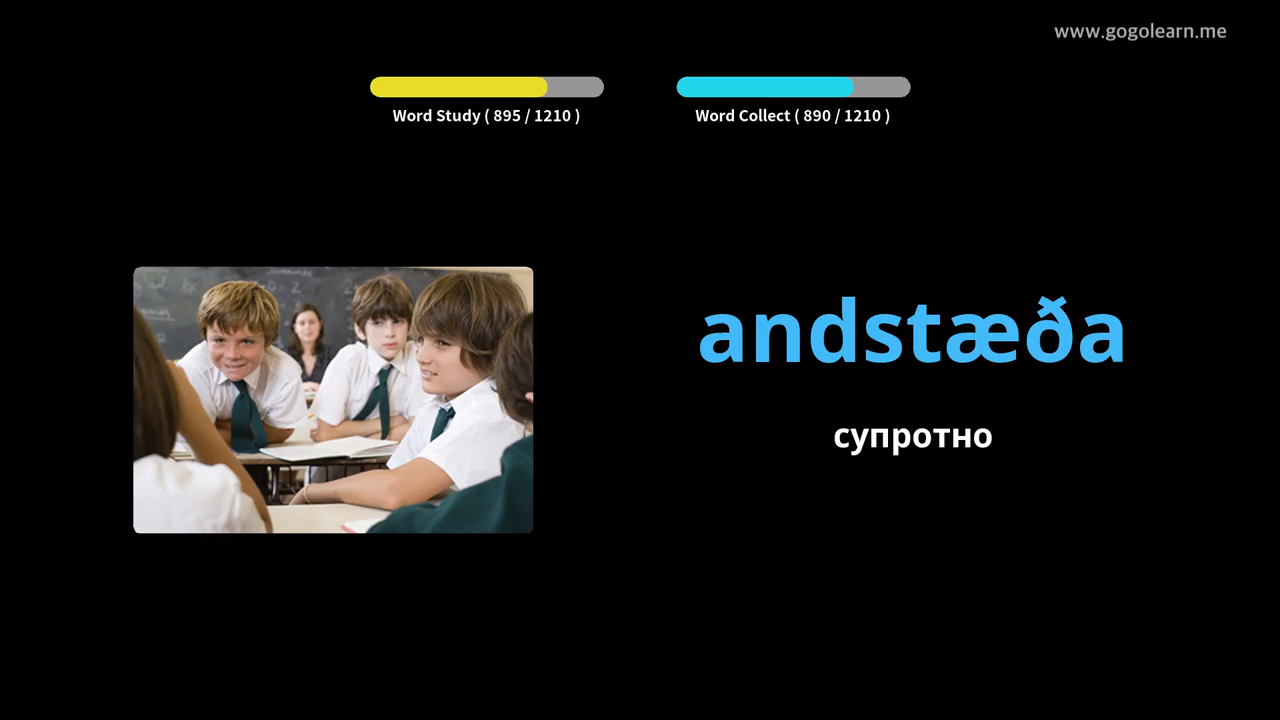 www.gogolearn.me
Word Study ( 895 / 1210 )
Word Collect ( 890 / 1210 )
andstæða
супротно